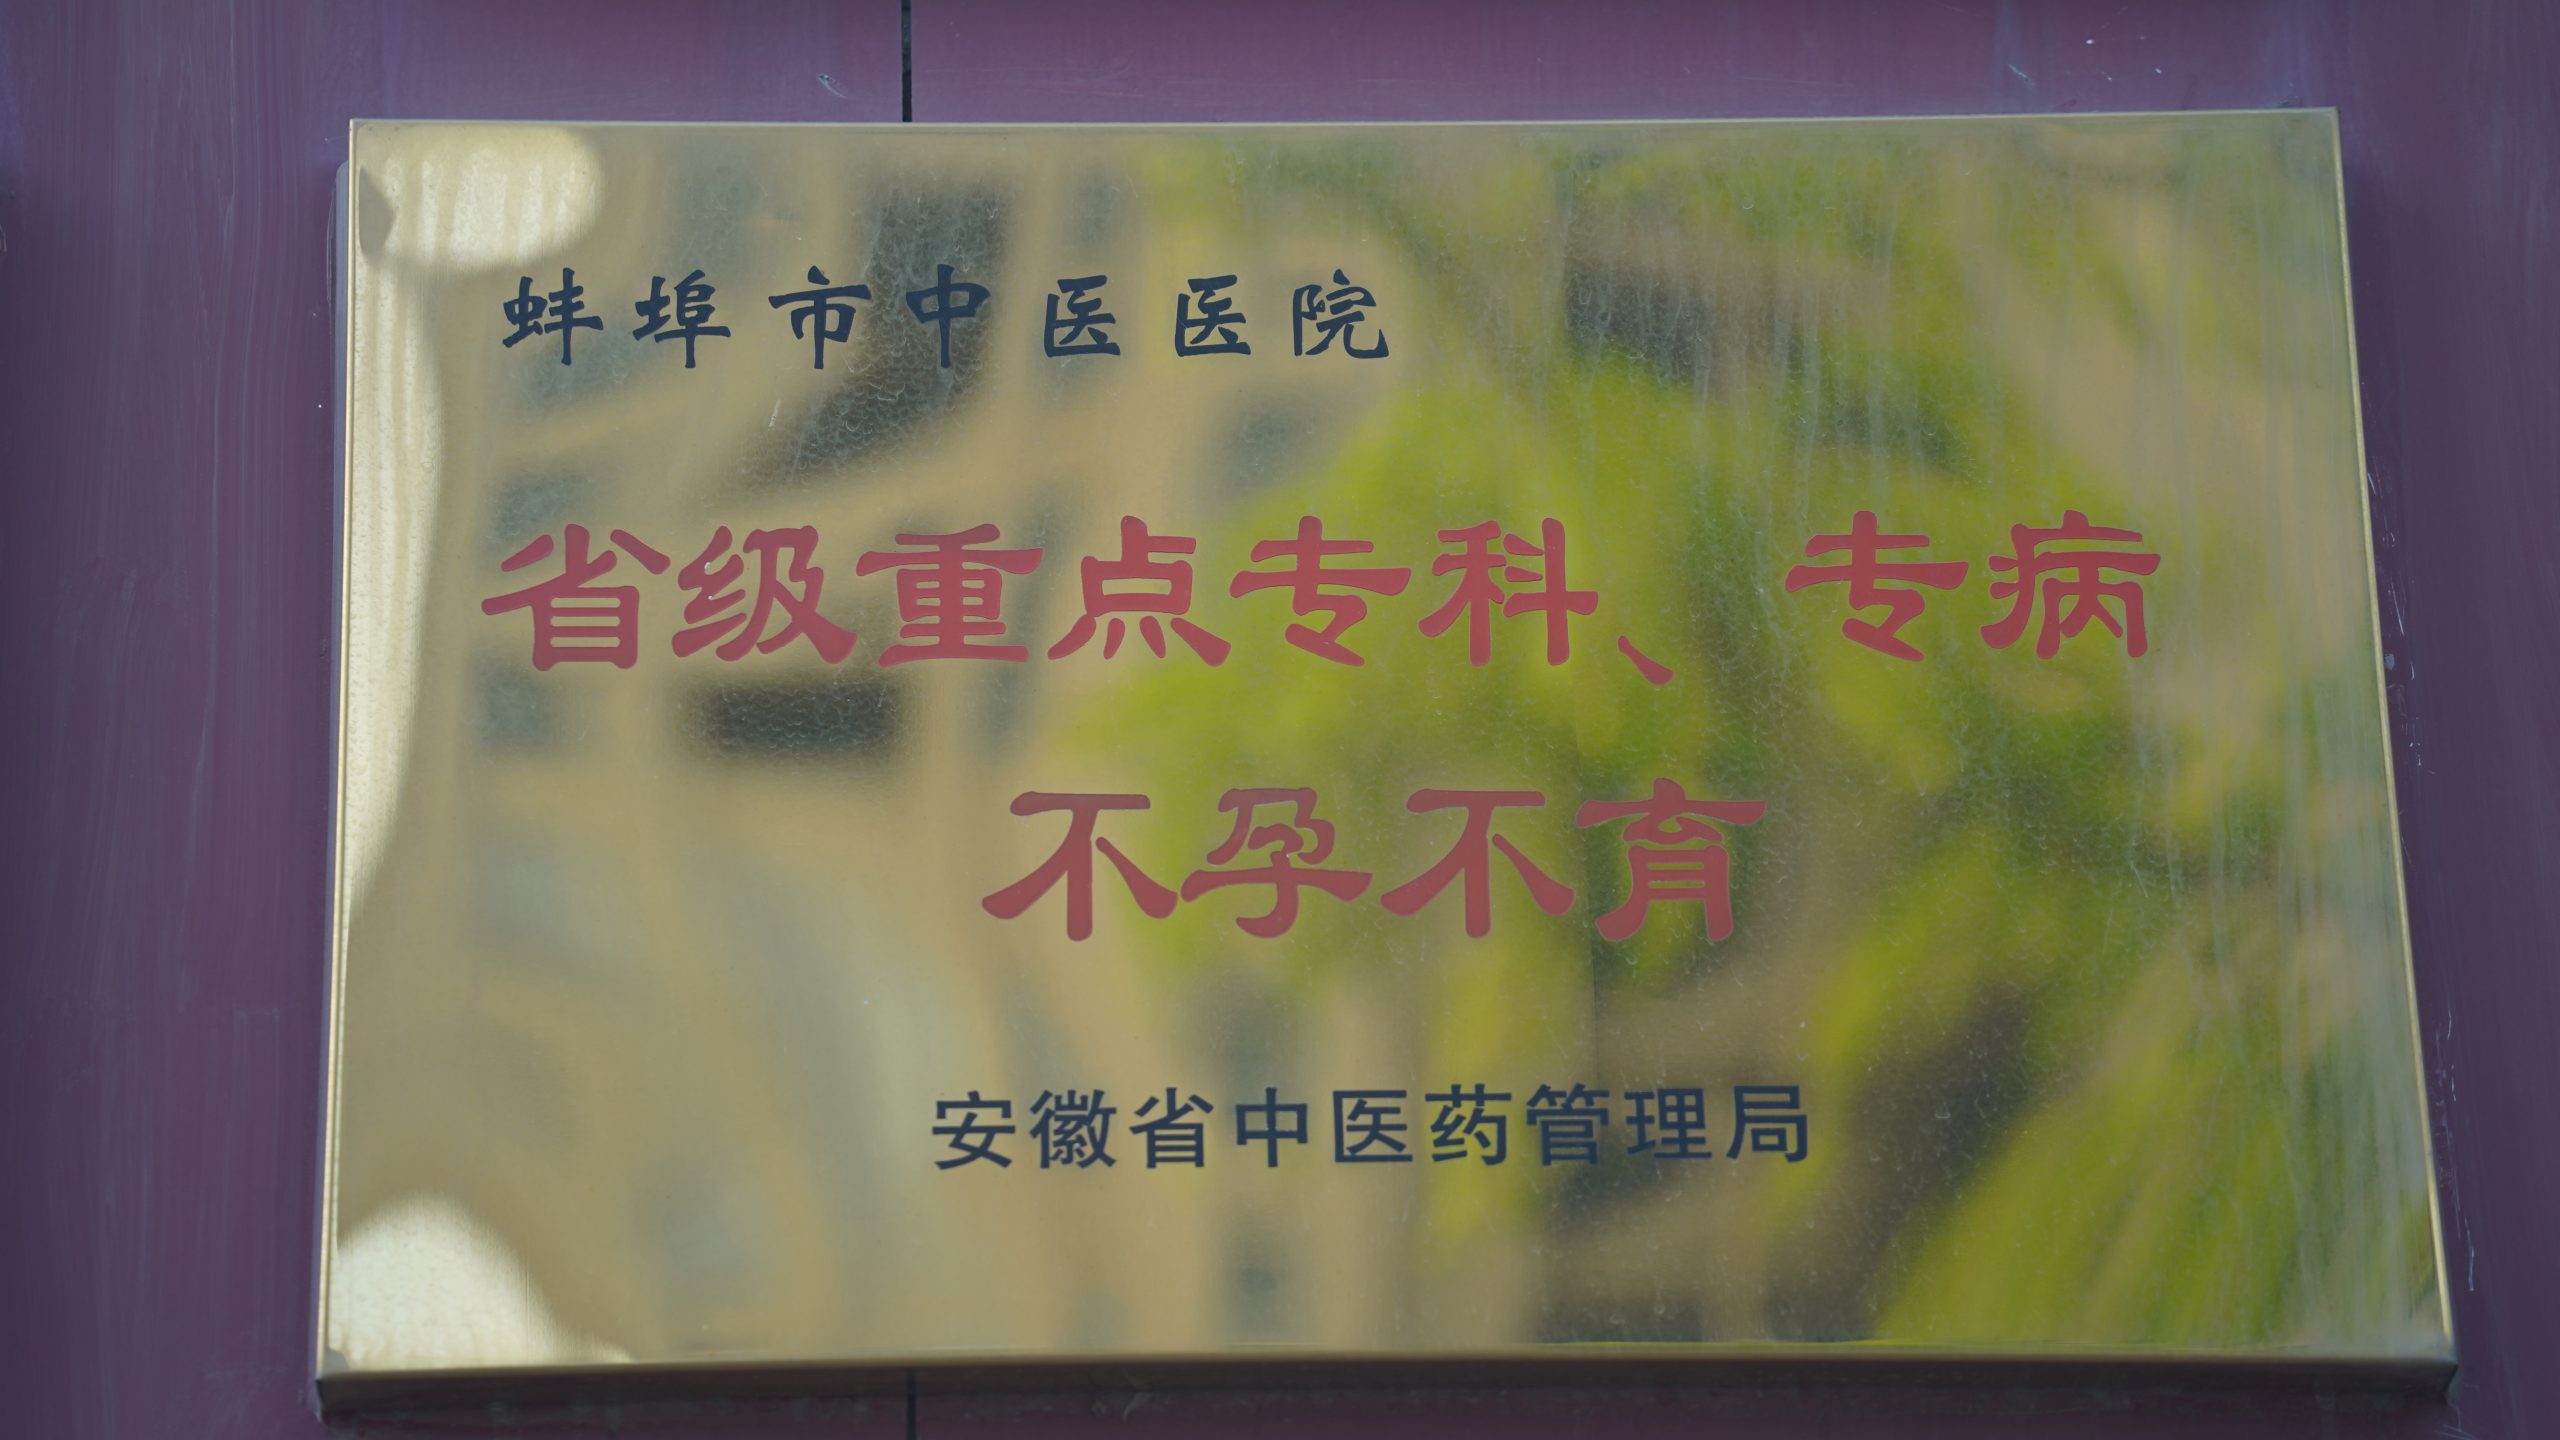 蚌埠市中医医院
省级重点专科、专病
不孕不育
安徽省中医药管理局